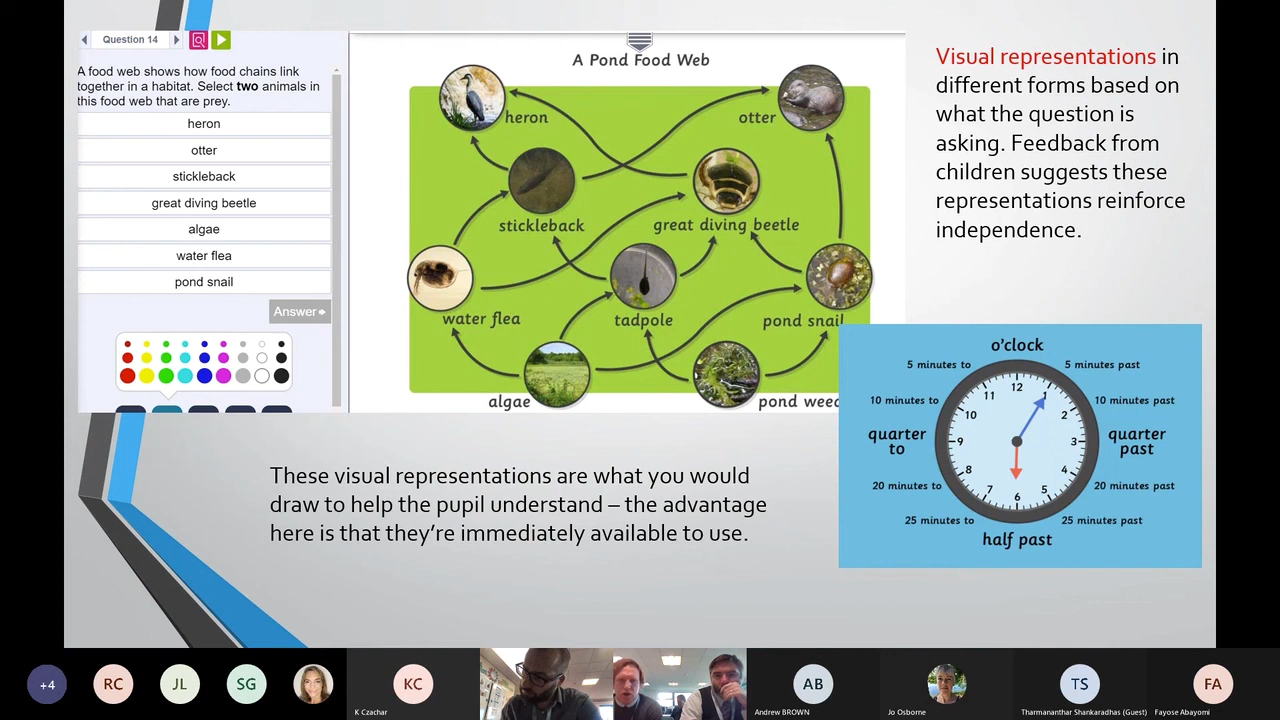 Question 14
A food web shows how food chains link
together in a habitat. Select two animals in
this food web that are prey.
heron
otter
stickleback
great diving beetle
algae
water flea
pond snail
Answer
A Pond Food Web
heron
otter
stickleback
great diving beetle
water flea
tadpole
pond snail
algae
pond weed
Visual representations in
different forms based on
what the question is
asking. Feedback from
children suggests these
representations reinforce
independence.
These visual representations are what you would
draw to help the pupil understand – the advantage
here is that they're immediately available to use.
o'clock
5 minutes to
5 minutes past
10 minutes to
10 minutes past
quarter
to
quarter
past
20 minutes to
20 minutes past
25 minutes to
25 minutes past
half past
12
1
2
3
4
5
6
7
8
9
10
11
+4
RC
JL
SG
KC
K Czachar
AB
Andrew BROWN
Jo Osborne
TS
Tharmananthar Shankaradhas (Guest)
FA
Fayose Abayomi